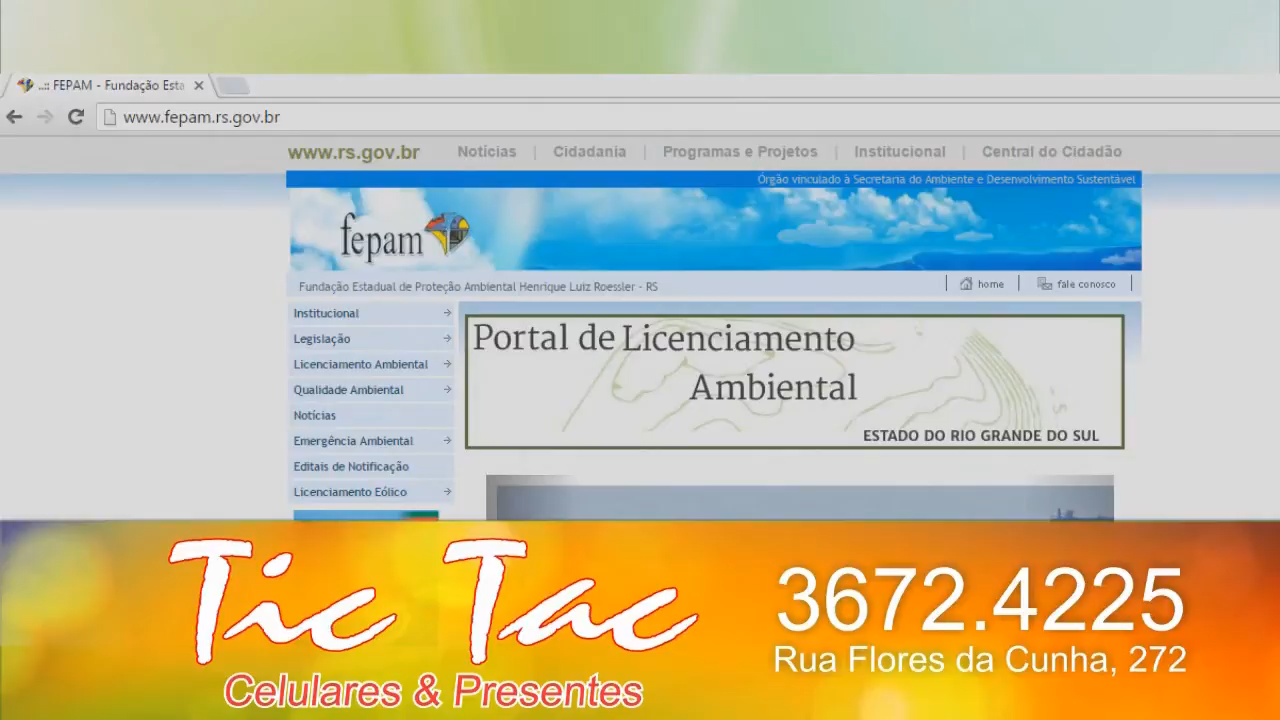 ..:: FEPAM - Fundação Esta
www.fepam.rs.gov.br
www.rs.gov.br Notícias | Cidadania | Programas e Projetos | Institucional | Central do Cidadão
Órgão vinculado à Secretaria do Ambiente e Desenvolvimento Sustentável
fepam
Fundação Estadual de Proteção Ambiental Henrique Luiz Roessler - RS
home
fale conosco
Institucional
Legislação
Licenciamento Ambiental
Qualidade Ambiental
Notícias
Emergência Ambiental
Editais de Notificação
Licenciamento Eólico
Portal de Licenciamento
Ambiental
ESTADO DO RIO GRANDE DO SUL
Tic Tac
Celulares & Presentes
3672.4225
Rua Flores da Cunha, 272